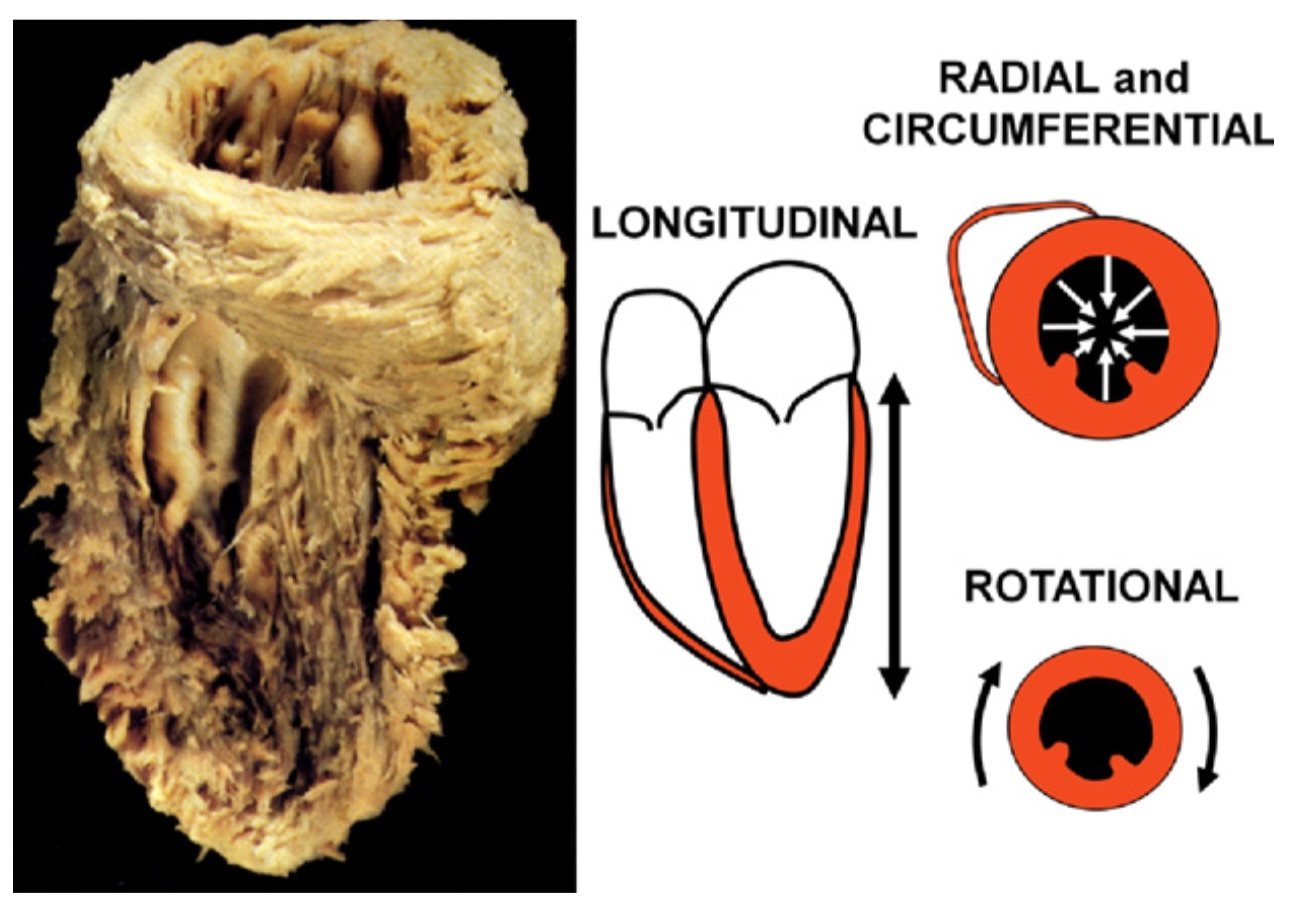 RADIAL and
CIRCUMFERENTIAL
LONGITUDINAL
ROTATIONAL